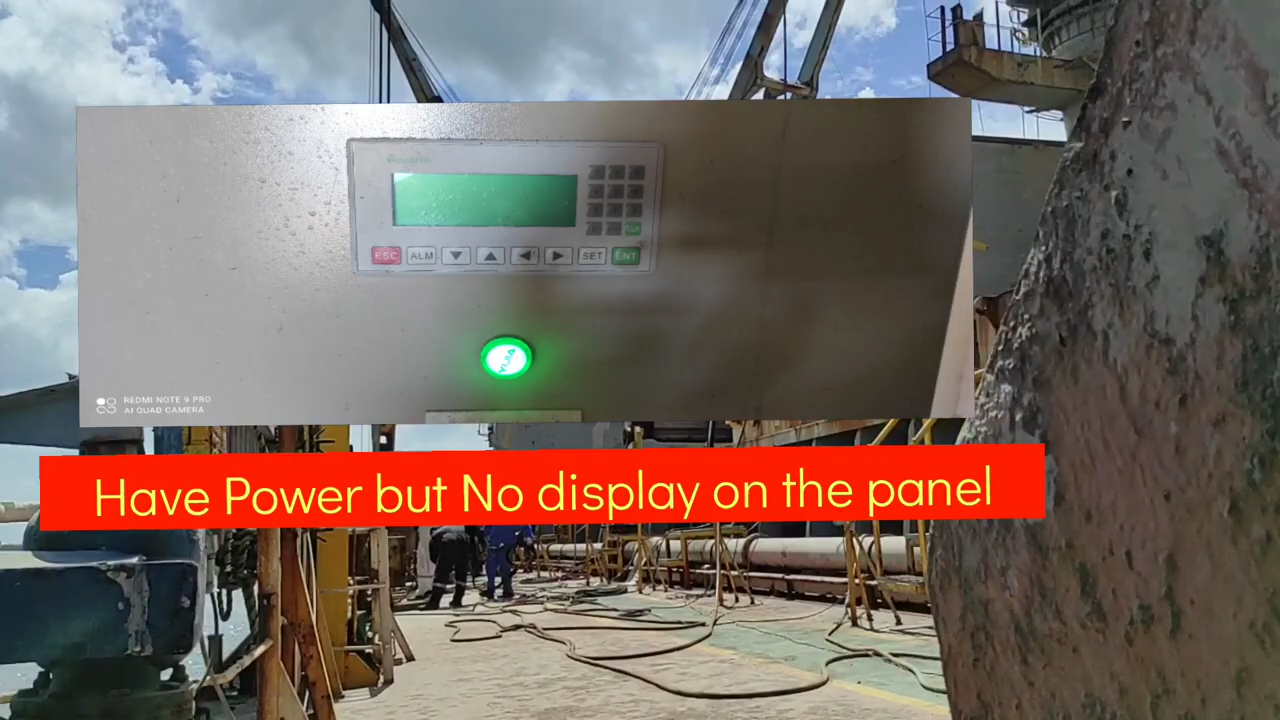 ESC ALM SET ENT
REDMI NOTE 9 PRO
AI QUAD CAMERA
Have Power but No display on the panel